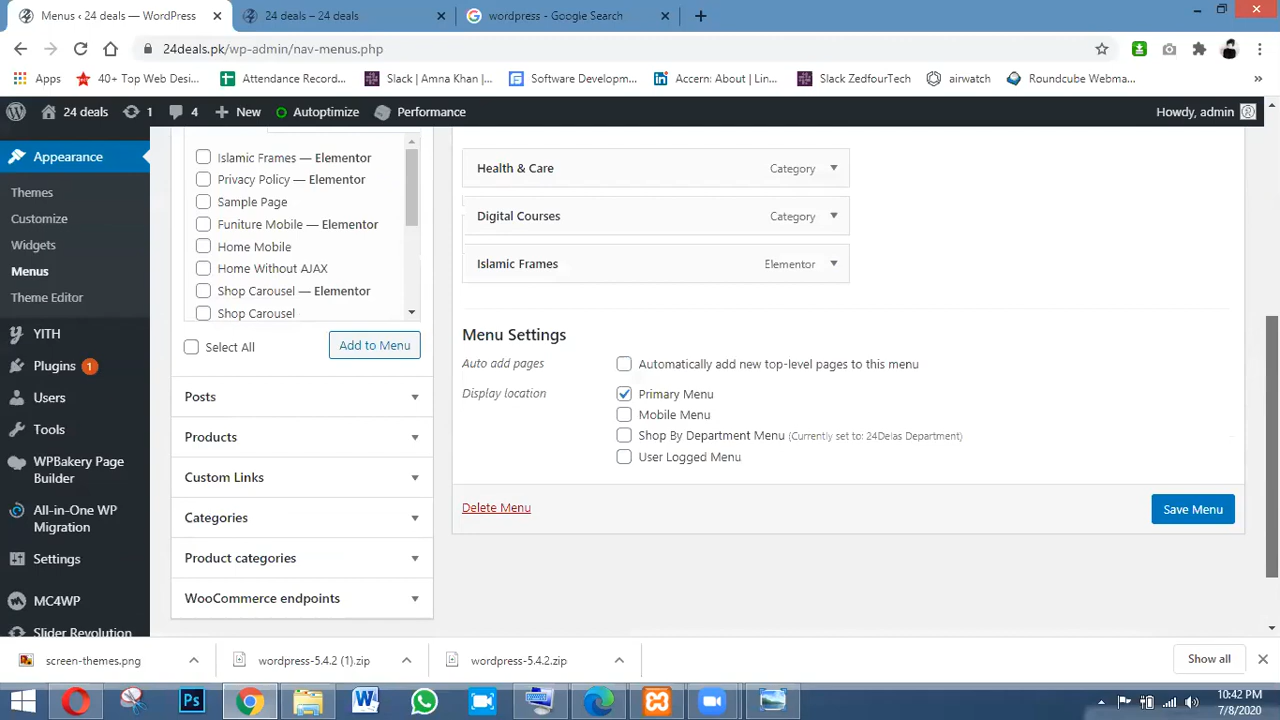 Menus ‹ 24 deals — WordPress
24 deals – 24 deals
wordpress - Google Search
24deals.pk/wp-admin/nav-menus.php
Apps
40+ Top Web Desi...
Attendance Record...
Slack | Amna Khan |...
Software Developm...
Accern: About | Lin...
Slack ZedfourTech
airwatch
Roundcube Webma...
»
24 deals
1
4
New
Autoptimize
Performance
Howdy, admin
Appearance
Themes
Customize
Widgets
Menus
Theme Editor
YITH
Plugins 1
Users
Tools
WPBakery Page
Builder
All-in-One WP
Migration
Settings
MC4WP
Slider Revolution
Islamic Frames — Elementor
Privacy Policy — Elementor
Sample Page
Funiture Mobile — Elementor
Home Mobile
Home Without AJAX
Shop Carousel — Elementor
Shop Carousel
Select All
Add to Menu
Posts
Products
Custom Links
Categories
Product categories
WooCommerce endpoints
Health & Care Category
Digital Courses Category
Islamic Frames Elementor
Menu Settings
Auto add pages
Automatically add new top-level pages to this menu
Display location
Primary Menu
Mobile Menu
Shop By Department Menu (Currently set to: 24Delas Department)
User Logged Menu
Delete Menu
Save Menu
screen-themes.png
wordpress-5.4.2 (1).zip
wordpress-5.4.2.zip
Show all
10:42 PM
7/8/2020